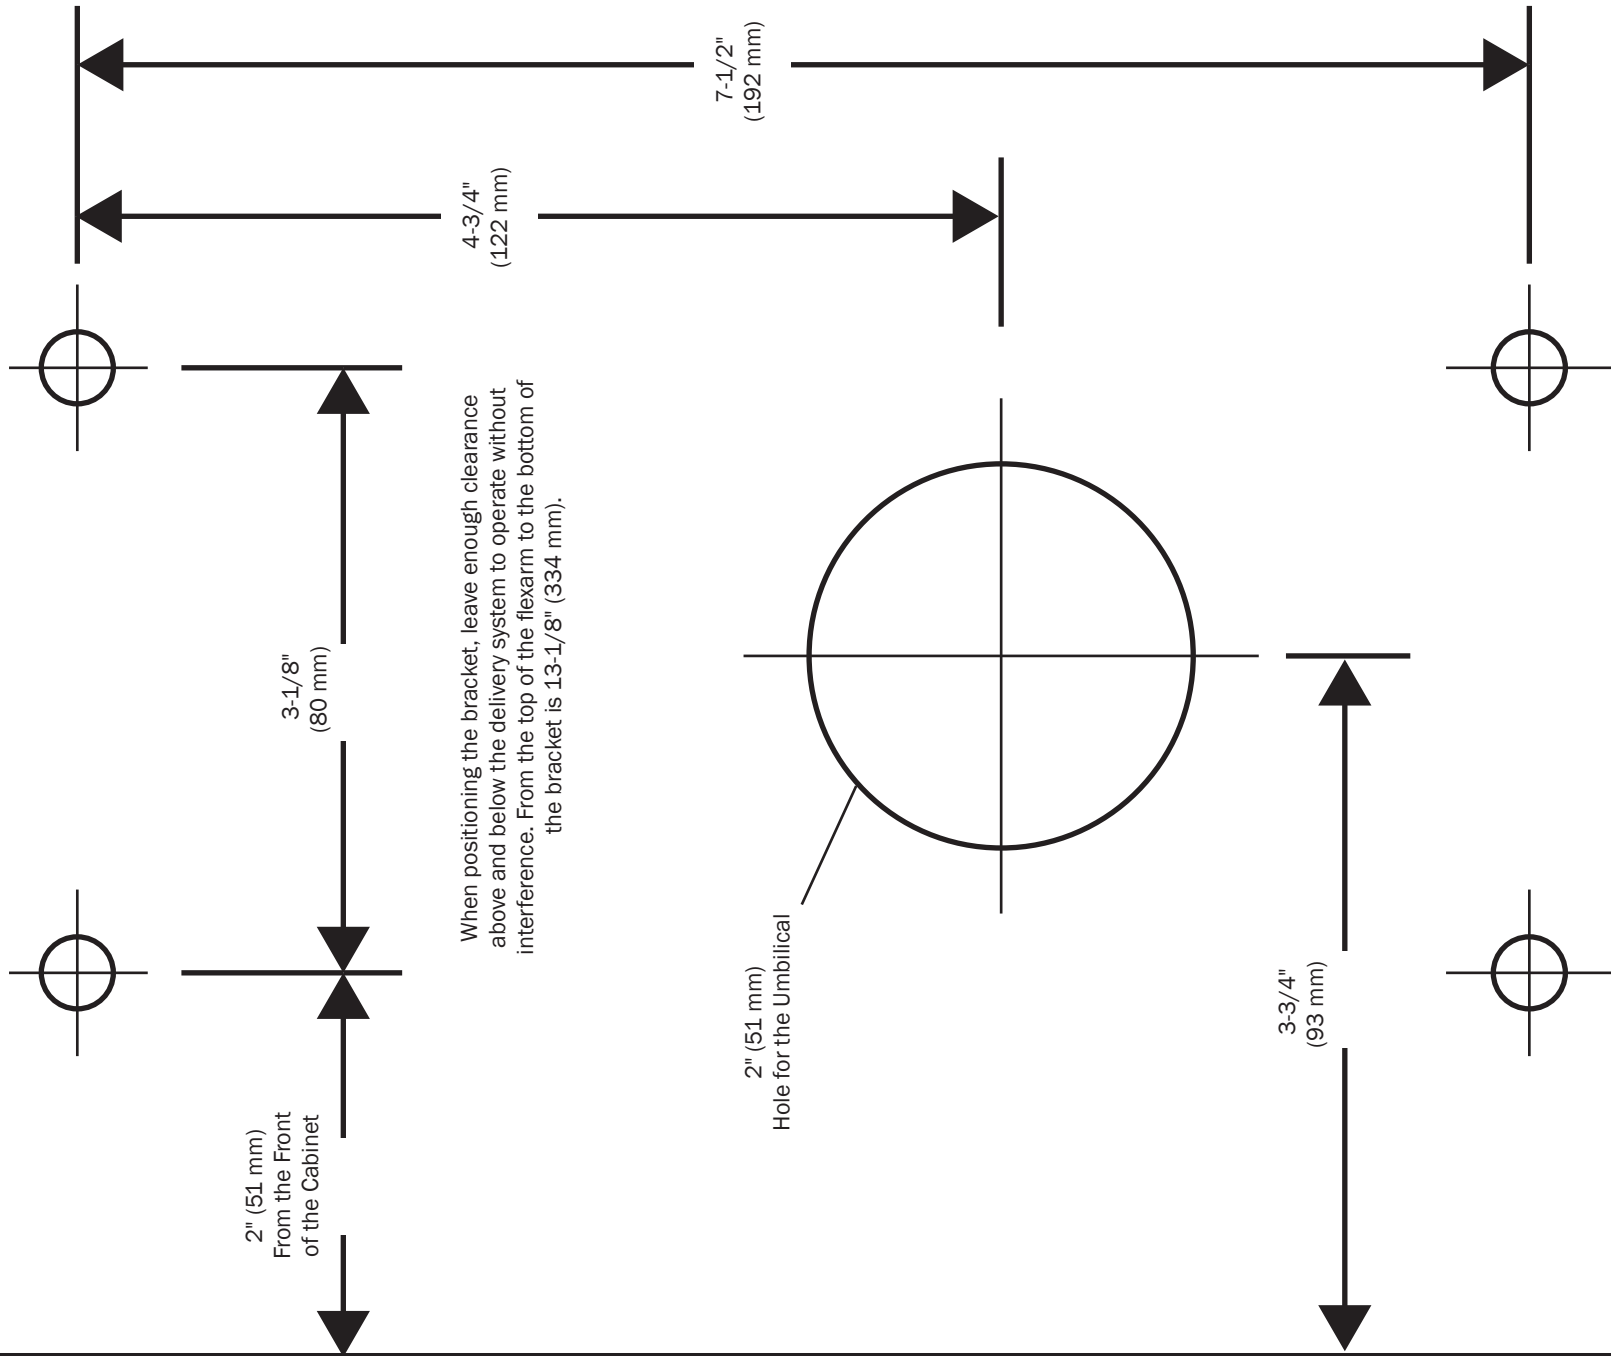 7-1/2"
(192 mm)
4-3/4"
(122 mm)
3-1/8"
(80 mm)
When positioning the bracket, leave enough clearance
above and below the delivery system to operate without
interference. From the top of the flexarm to the bottom of
the bracket is 13-1/8" (334 mm).
2" (51 mm)
From the Front
of the Cabinet
2" (51 mm)
Hole for the Umbilical
3-3/4"
(93 mm)